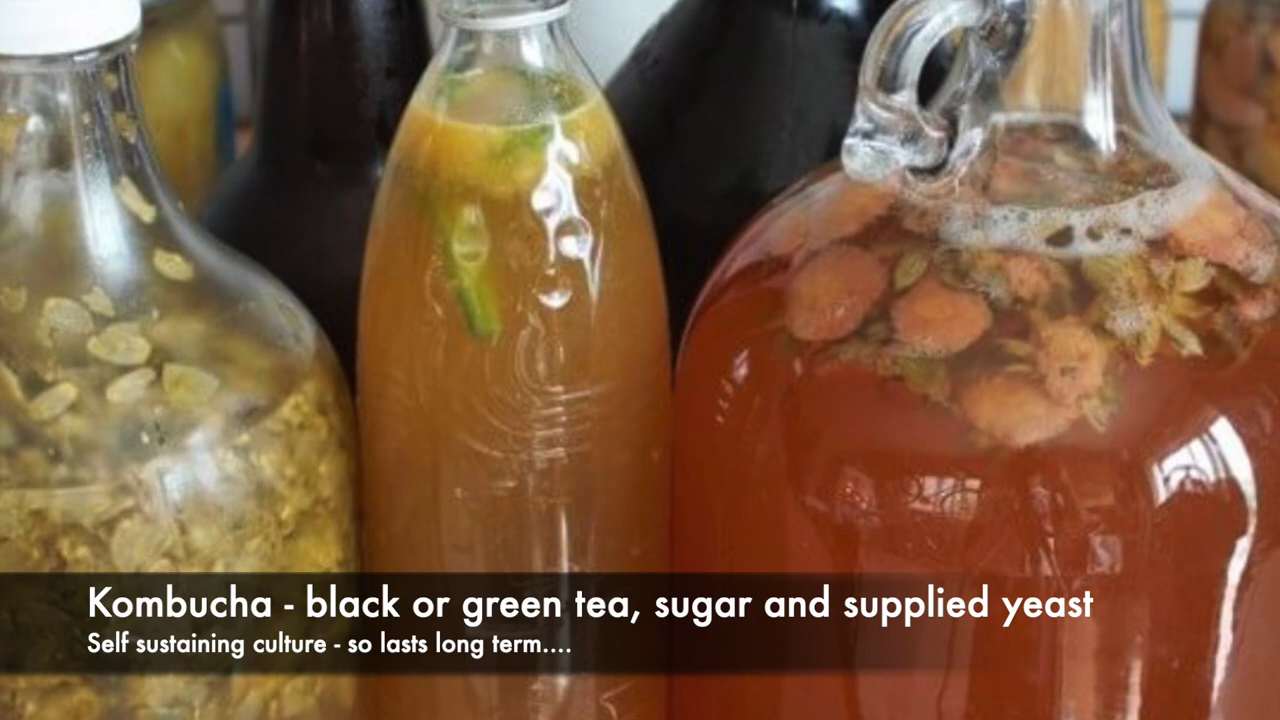 Kombucha - black or green tea, sugar and supplied yeast
Self sustaining culture - so lasts long term....